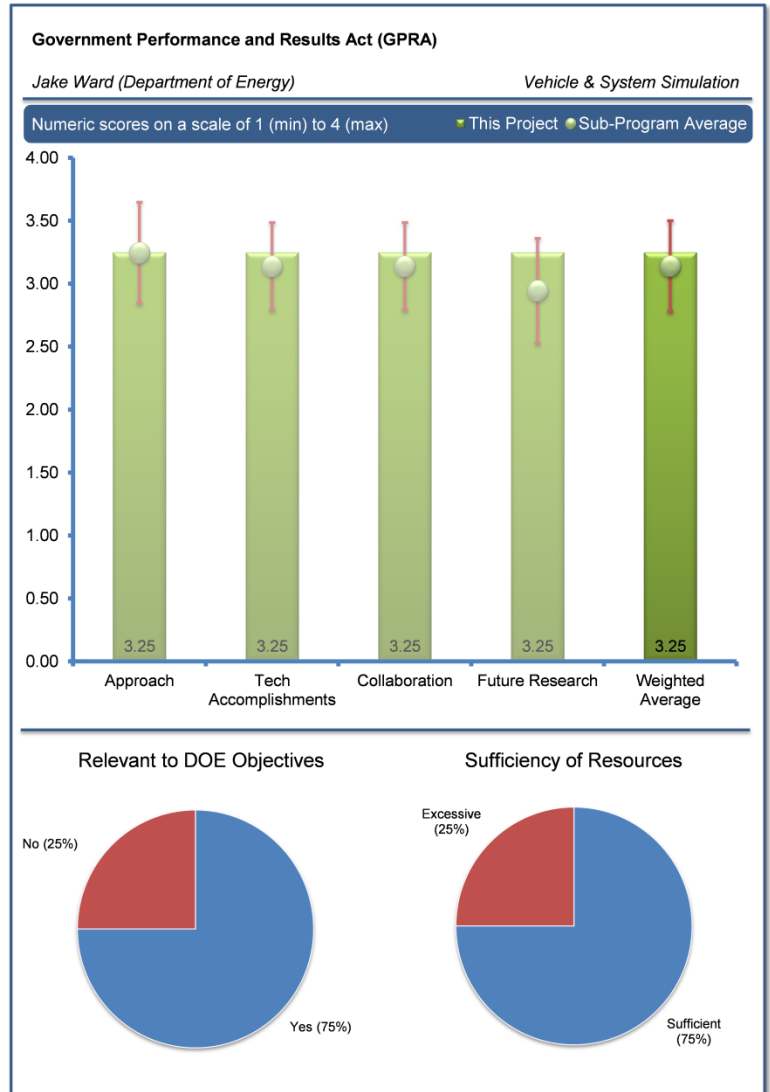 Government Performance and Results Act (GPRA)
Jake Ward (Department of Energy) Vehicle & System Simulation
Numeric scores on a scale of 1 (min) to 4 (max) This Project Sub-Program Average
4.00
3.50
3.00
2.50
2.00
1.50
1.00
0.50
0.00
3.25 3.25 3.25 3.25 3.25
Approach Tech Collaboration Future Research Weighted
Accomplishments Average
Relevant to DOE Objectives Sufficiency of Resources
Excessive
(25%)
No (25%)
Yes (75%)
Sufficient
(75%)